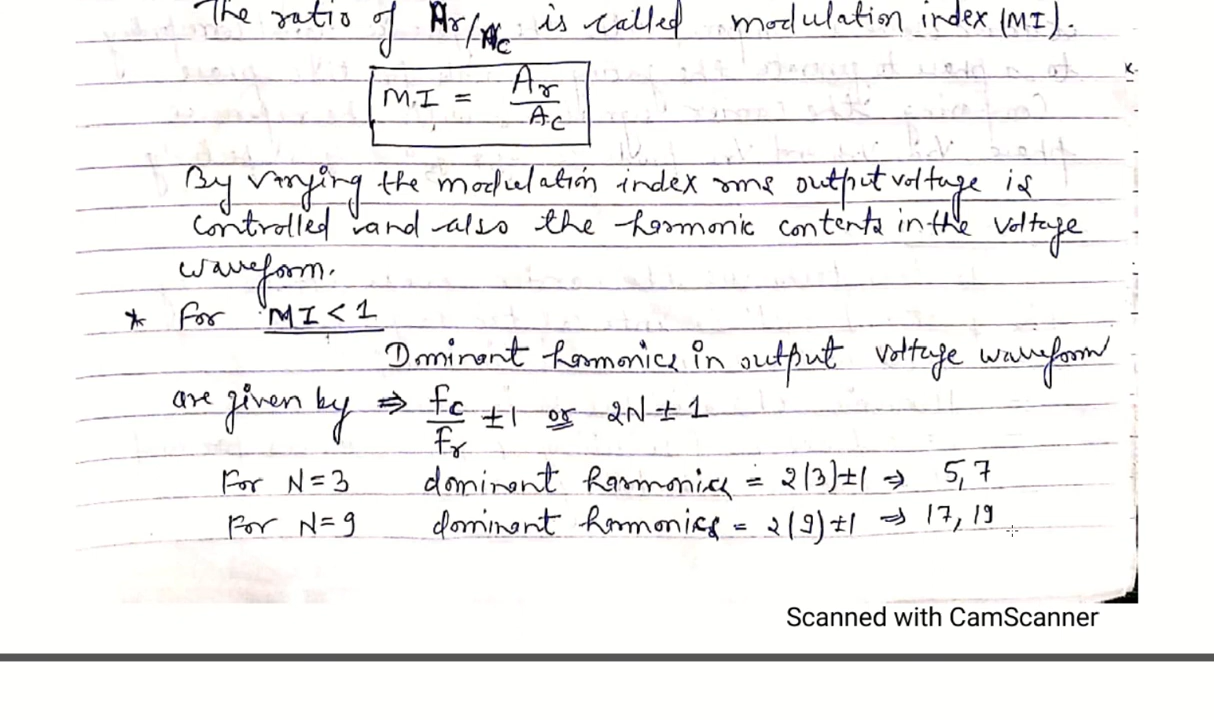 The ratio of Ar/Ac is called modulation index (MI).
M.I = Ar/Ac
By varying the modulation index rms output voltage is
controlled and also the harmonic contents in the voltage
waveform.
* For MI < 1
Dominant harmonics in output voltage waveform
are given by ⇒ fc/fr ±1 or 2N ± 1
For N=3 dominant harmonics = 2(3)±1 ⇒ 5,7
For N=9 dominant harmonics = 2(9)±1 ⇒ 17, 19
Scanned with CamScanner